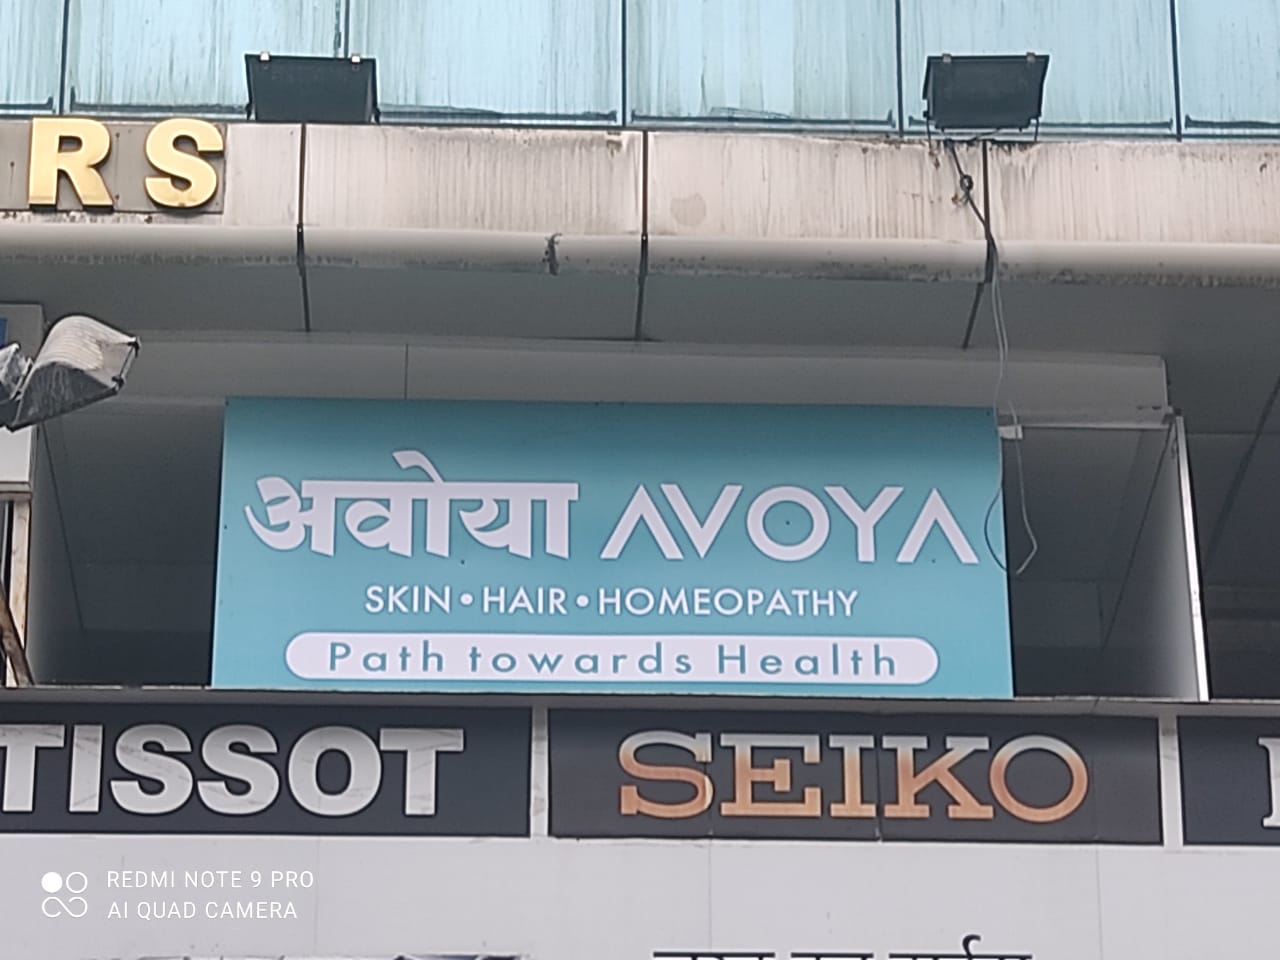 RS
अवोया AVOYA
SKIN • HAIR • HOMEOPATHY
Path towards Health
TISSOT
SEIKO
REDMI NOTE 9 PRO
AI QUAD CAMERA